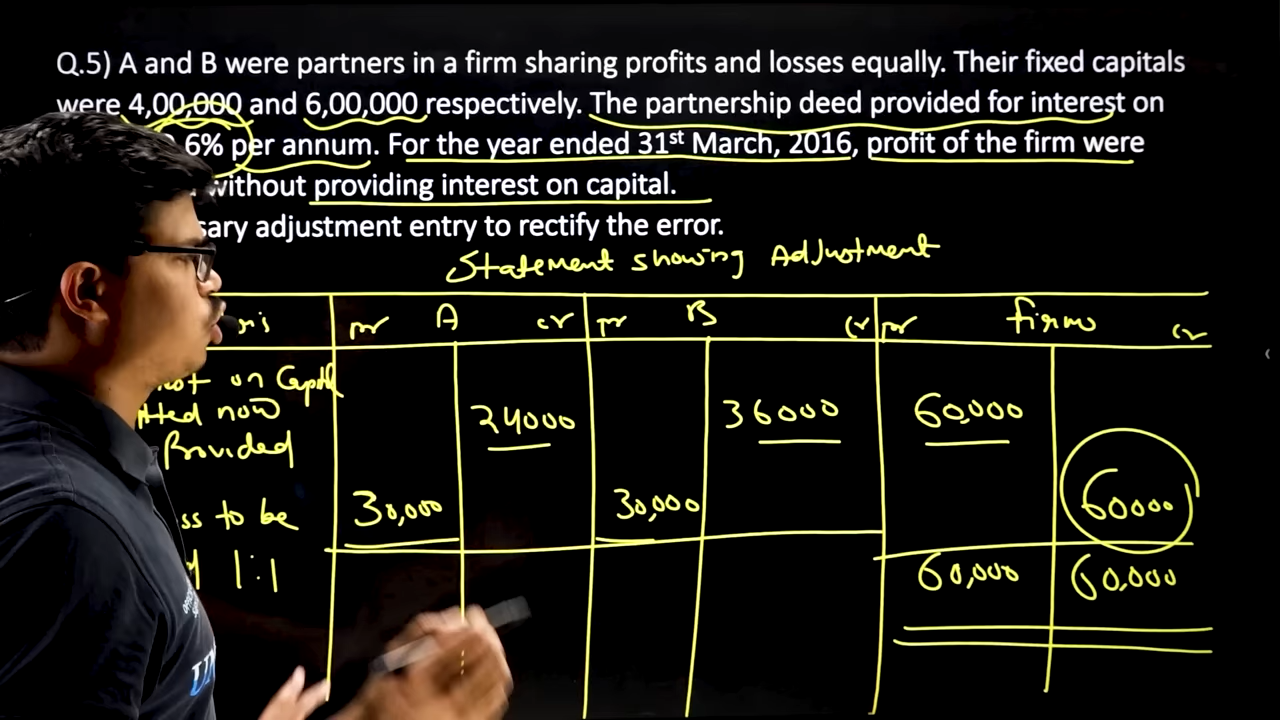 Q.5) A and B were partners in a firm sharing profits and losses equally. Their fixed capitals
were 4,00,000 and 6,00,000 respectively. The partnership deed provided for interest on
6% per annum. For the year ended 31st March, 2016, profit of the firm were
without providing interest on capital.
adjustment entry to rectify the error.
Statement showing Adjustment
Dr A Cr Dr B Cr Dr firm Cr
on Capital
now 24000 36000 60,000
Provided
to be 30,000 30,000 60000
1:1 60,000 60,000